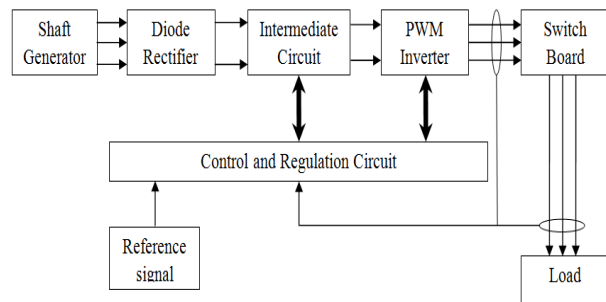 Shaft
Generator
Diode
Rectifier
Intermediate
Circuit
PWM
Inverter
Switch
Board
Control and Regulation Circuit
Reference
signal
Load